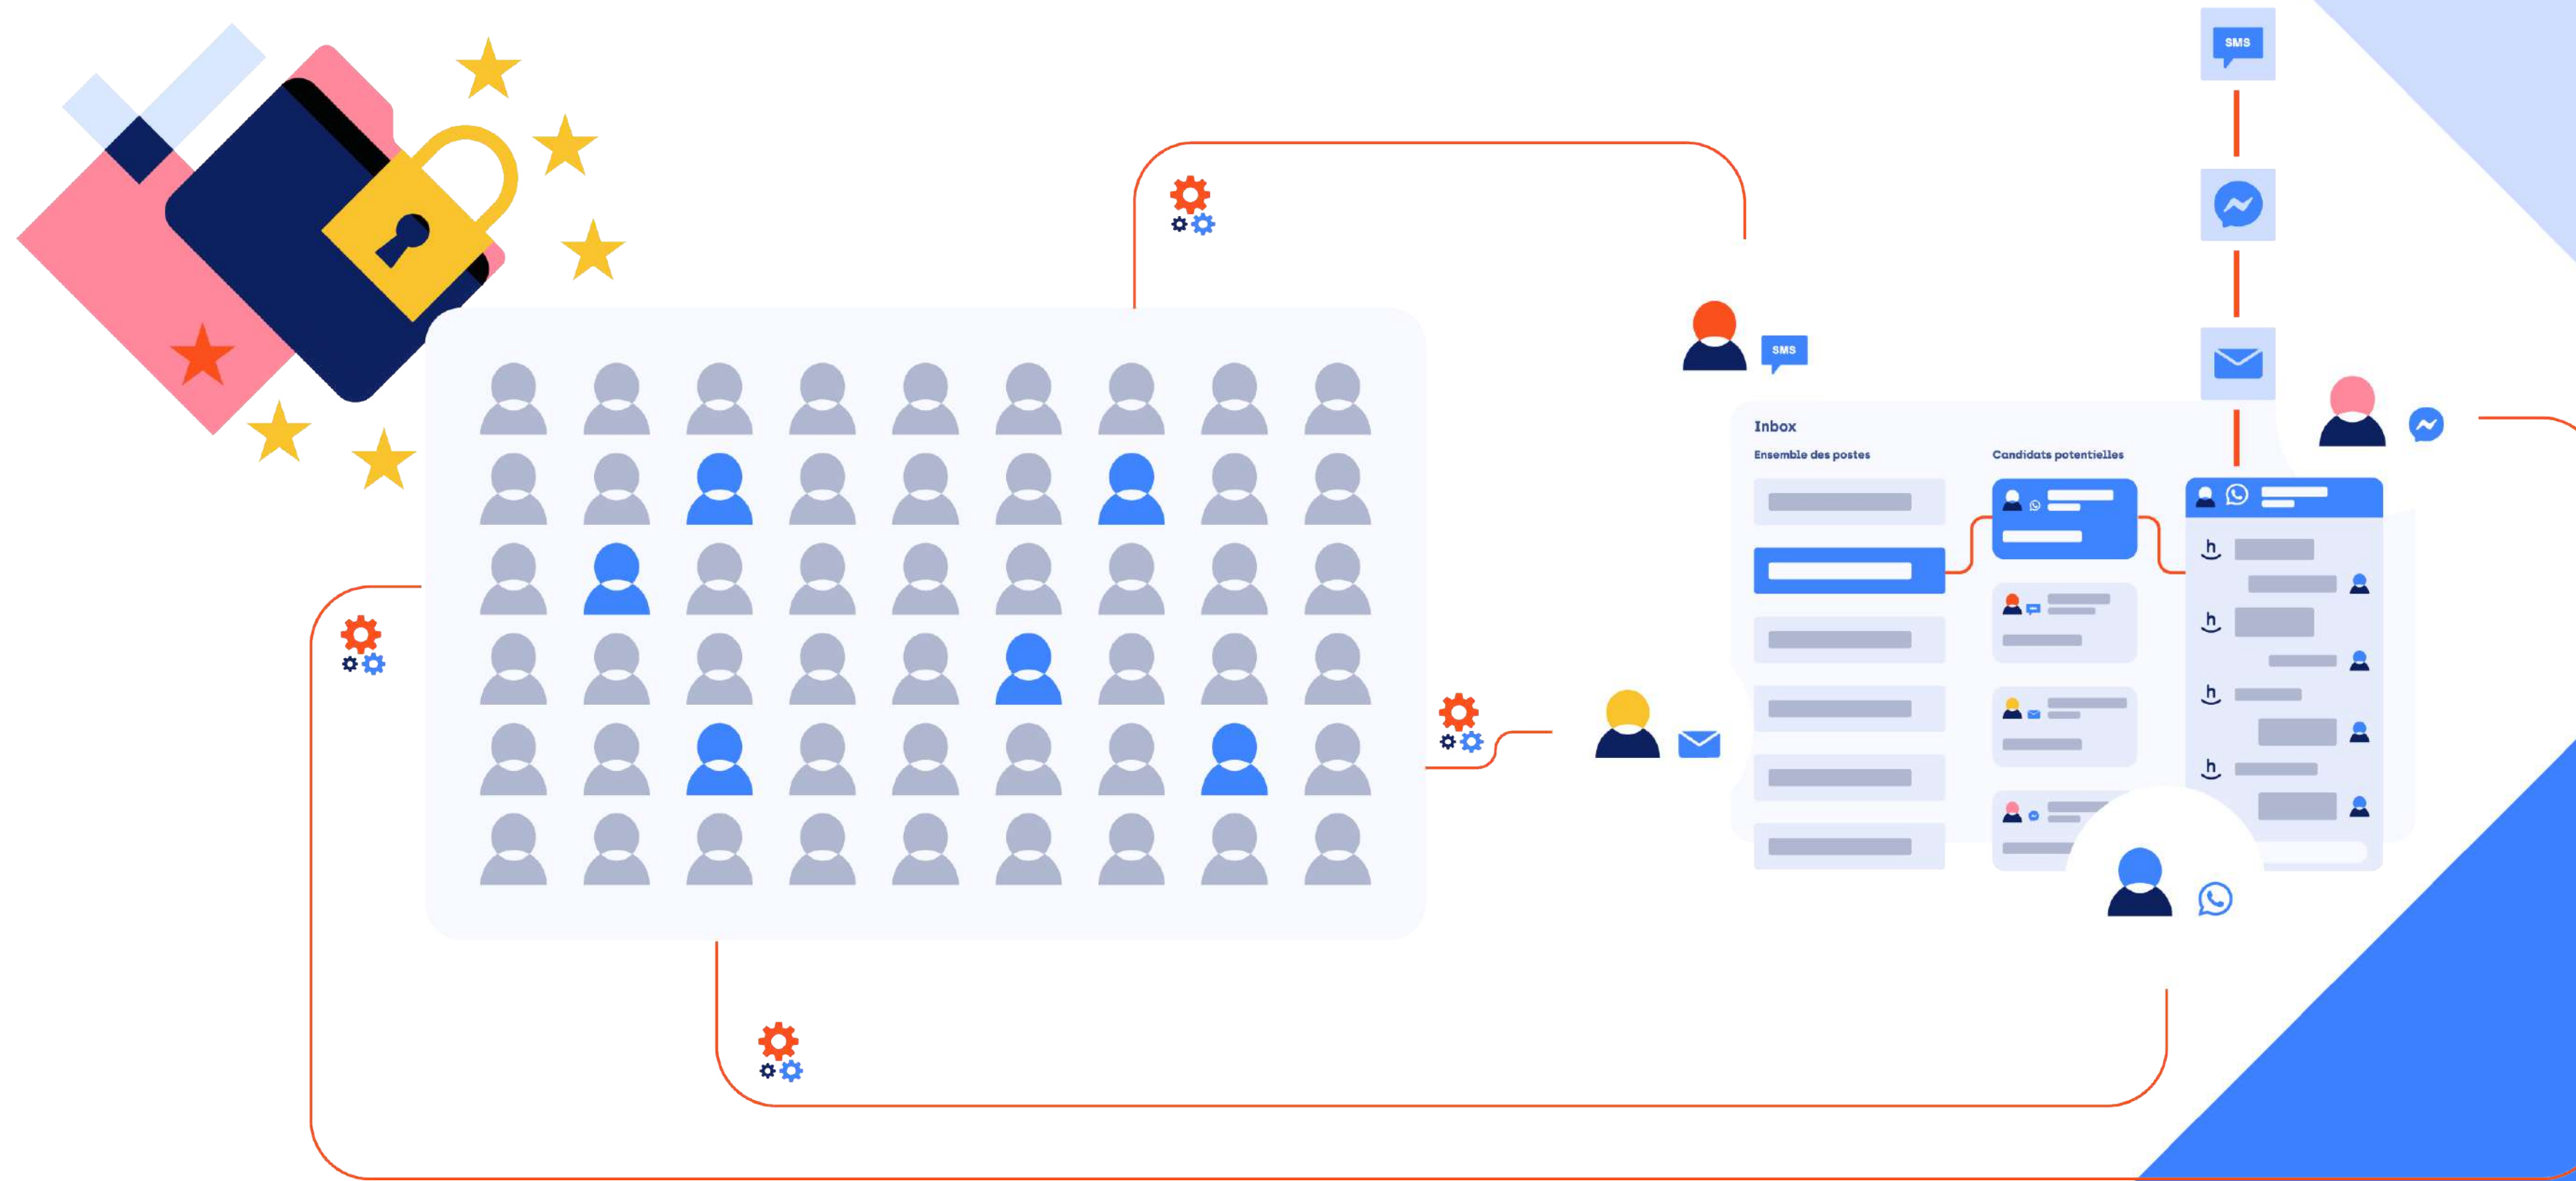 SMS
SMS
Inbox
Ensemble des postes
Candidats potentielles
h
h
h
h